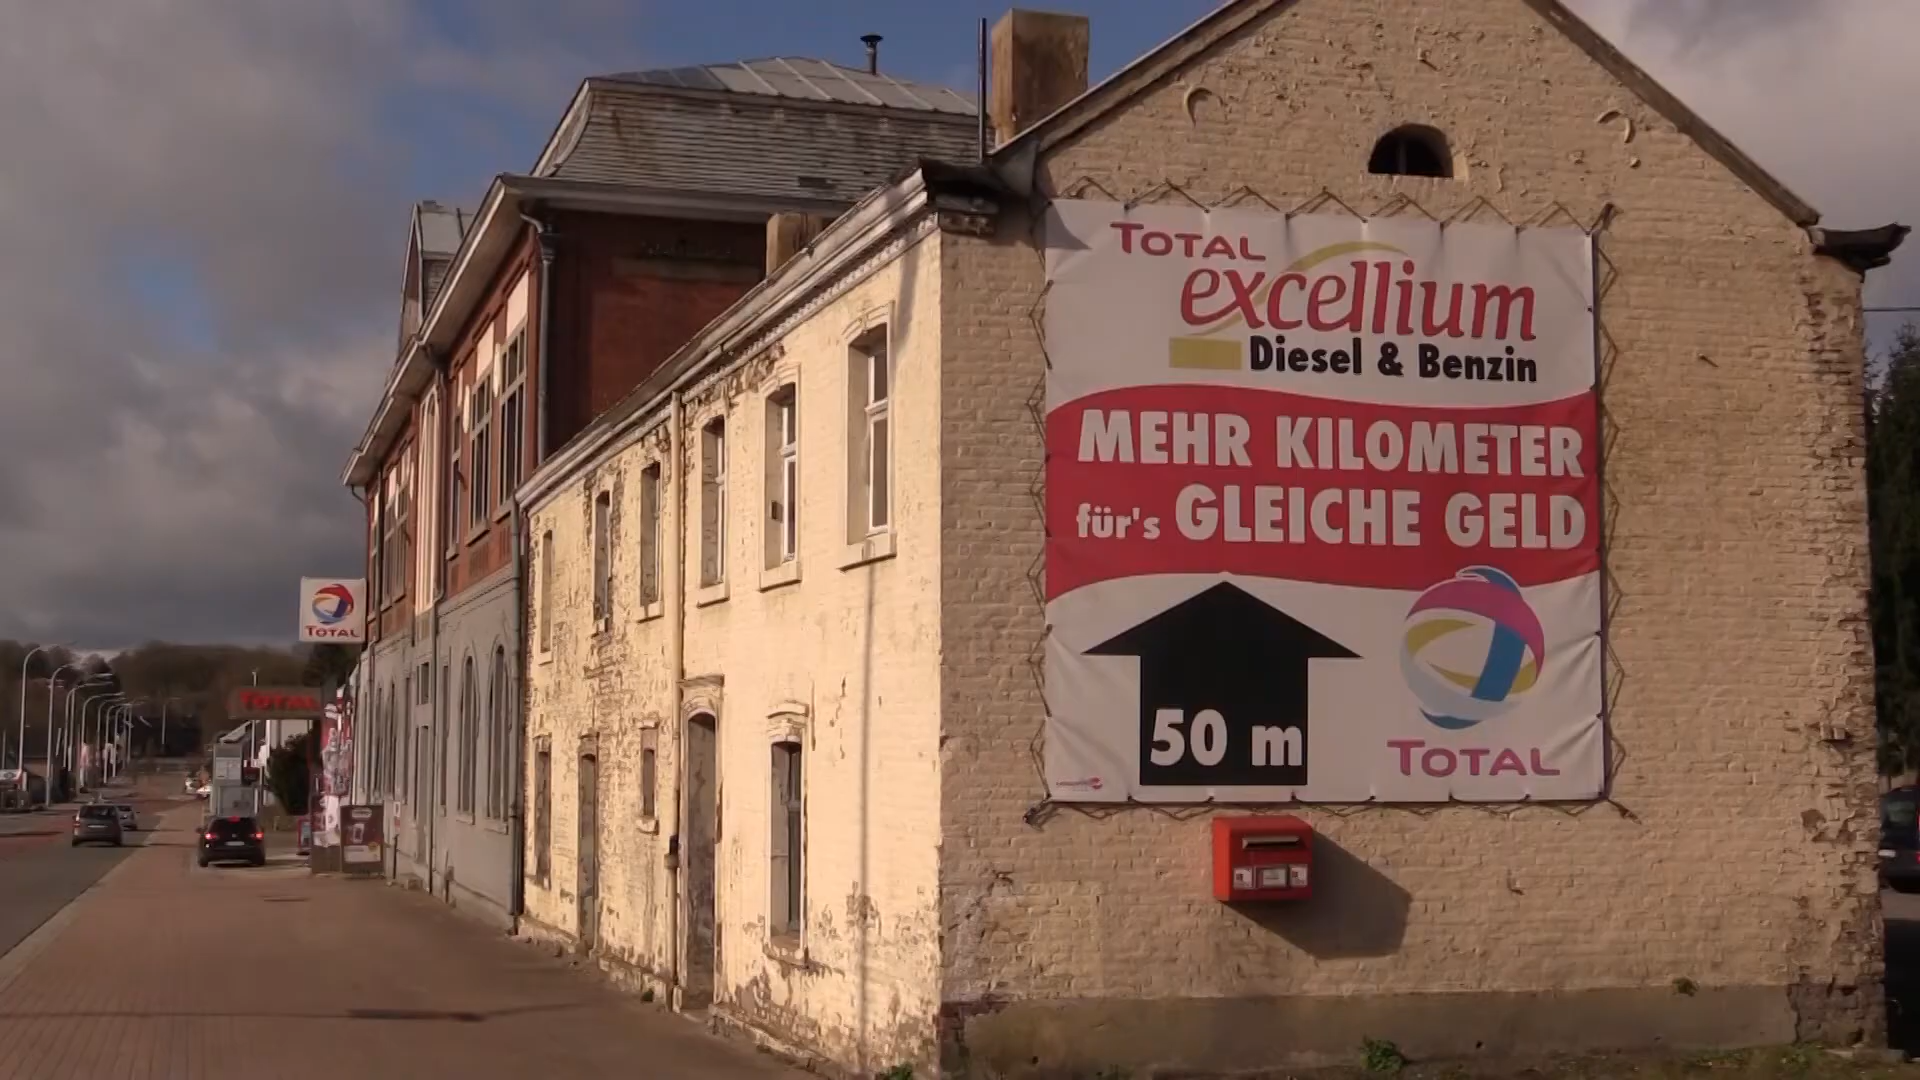 TOTAL
excellium
Diesel & Benzin
MEHR KILOMETER
für's GLEICHE GELD
50 m
TOTAL
TOTAL
TOTAL